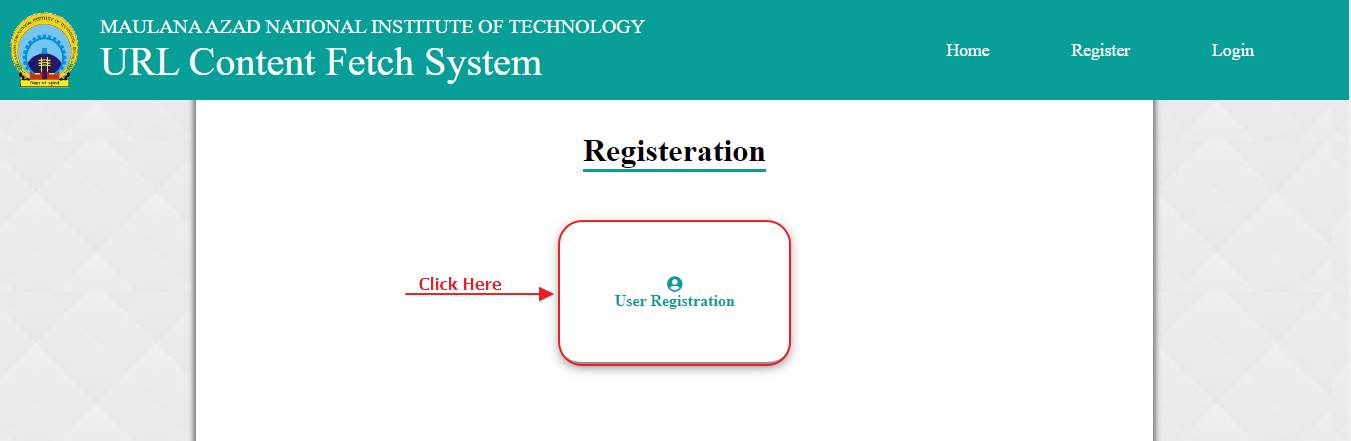 MAULANA AZAD NATIONAL INSTITUTE OF TECHNOLOGY
URL Content Fetch System
Home
Register
Login
Registeration
Click Here
User Registration